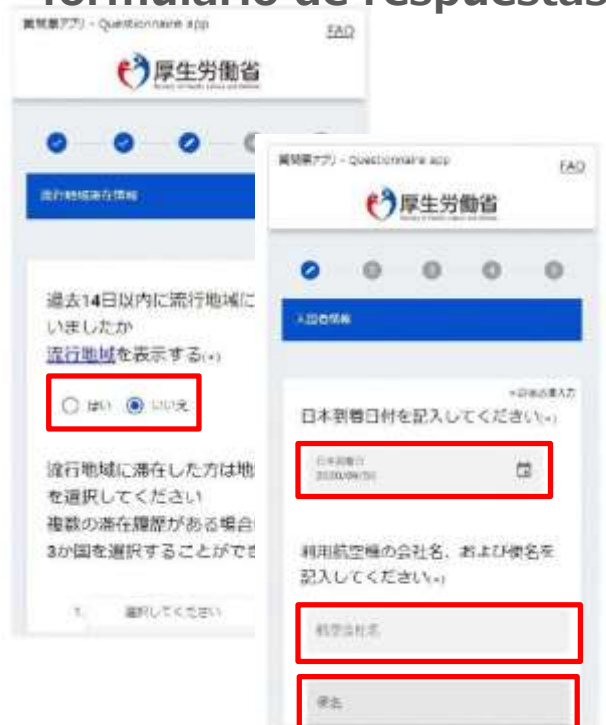 formulario de respuestas
質問票アプリ - Questionnaire app
FAQ
厚生労働省
流行地域滞在情報
過去14日以内に流行地域に
いましたか
流行地域を表示する(*)
はい
いいえ
流行地域に滞在した方は地
を選択してください
複数の滞在履歴がある場合
3か国を選択することができ
1.
選択してください
質問票アプリ - Questionnaire app
FAQ
厚生労働省
入国者情報
日本到着日付を記入してください(*)
日本到着日
利用航空機の会社名、および便名を
記入してください(*)
航空会社名
便名